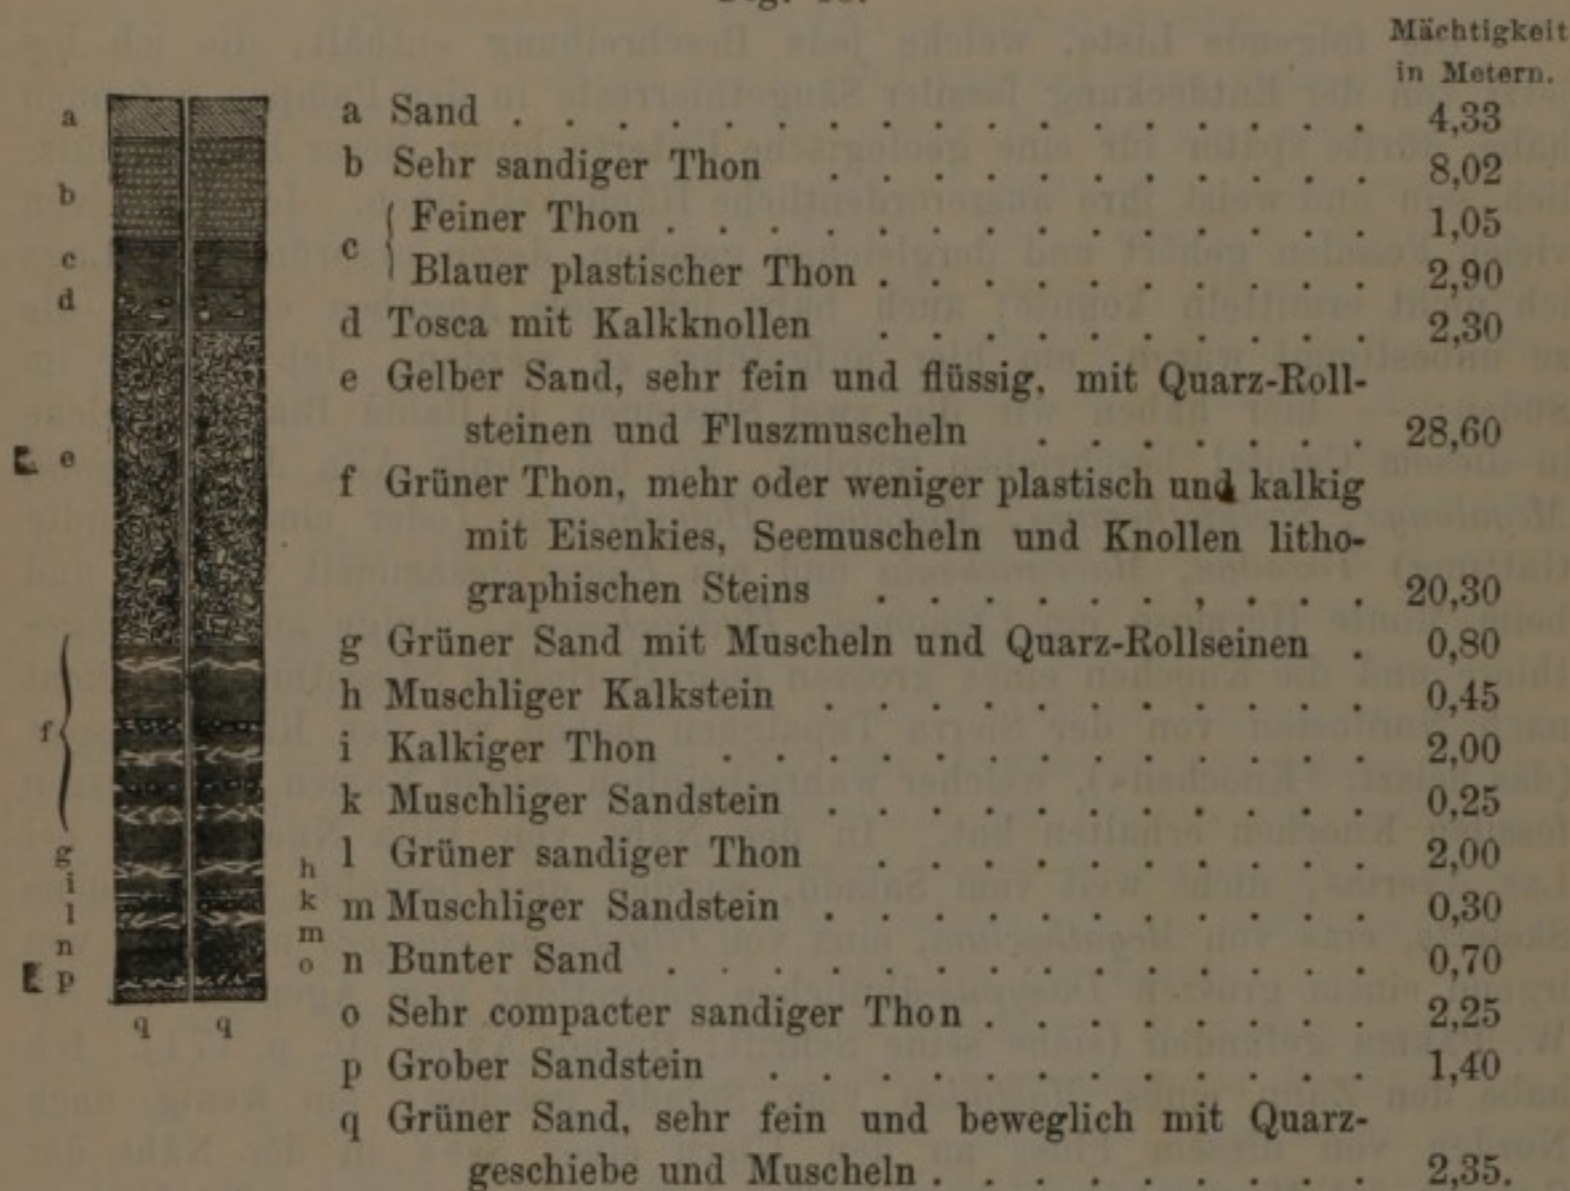 Mächtigkeit
in Metern.
a Sand . . . . . . . . . . . . . . . . . 4,33
b Sehr sandiger Thon . . . . . . . . . . . 8,02
c { Feiner Thon . . . . . . . . . . . . . . 1,05
Blauer plastischer Thon . . . . . . . . . . 2,90
d Tosca mit Kalkknollen . . . . . . . . . . 2,30
e Gelber Sand, sehr fein und flüssig, mit Quarz-Roll-
steinen und Fluszmuscheln . . . . . . . 28,60
f Grüner Thon, mehr oder weniger plastisch und kalkig
mit Eisenkies, Seemuscheln und Knollen litho-
graphischen Steins . . . . . . , . . . 20,30
g Grüner Sand mit Muscheln und Quarz-Rollseinen . 0,80
h Muschliger Kalkstein . . . . . . . . . . . 0,45
i Kalkiger Thon . . . . . . . . . . . . . 2,00
k Muschliger Sandstein . . . . . . . . . . . 0,25
l Grüner sandiger Thon . . . . . . . . . . 2,00
m Muschliger Sandstein . . . . . . . . . . . 0,30
n Bunter Sand . . . . . . . . . . . . . . 0,70
o Sehr compacter sandiger Thon . . . . . . . . 2,25
p Grober Sandstein . . . . . . . . . . . . 1,40
q Grüner Sand, sehr fein und beweglich mit Quarz-
geschiebe und Muscheln . . . . . . . . . 2,35.
a
b
c
d
e
f
g
i
l
n
p
h
k
m
o
q q